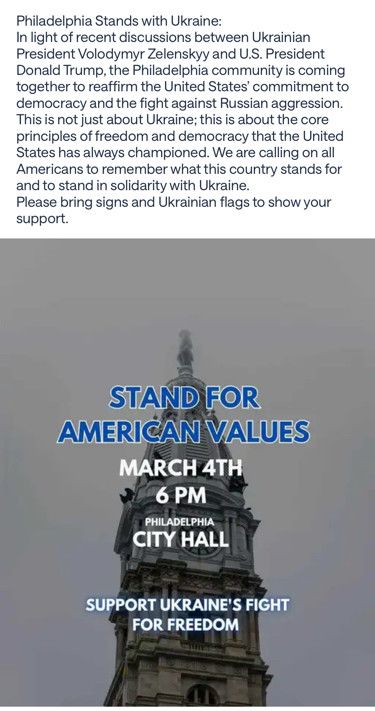 Philadelphia Stands with Ukraine:
In light of recent discussions between Ukrainian
President Volodymyr Zelenskyy and U.S. President
Donald Trump, the Philadelphia community is coming
together to reaffirm the United States' commitment to
democracy and the fight against Russian aggression.
This is not just about Ukraine; this is about the core
principles of freedom and democracy that the United
States has always championed. We are calling on all
Americans to remember what this country stands for
and to stand in solidarity with Ukraine.
Please bring signs and Ukrainian flags to show your
support.
STAND FOR
AMERICAN VALUES
MARCH 4TH
6 PM
PHILADELPHIA
CITY HALL
SUPPORT UKRAINE'S FIGHT
FOR FREEDOM